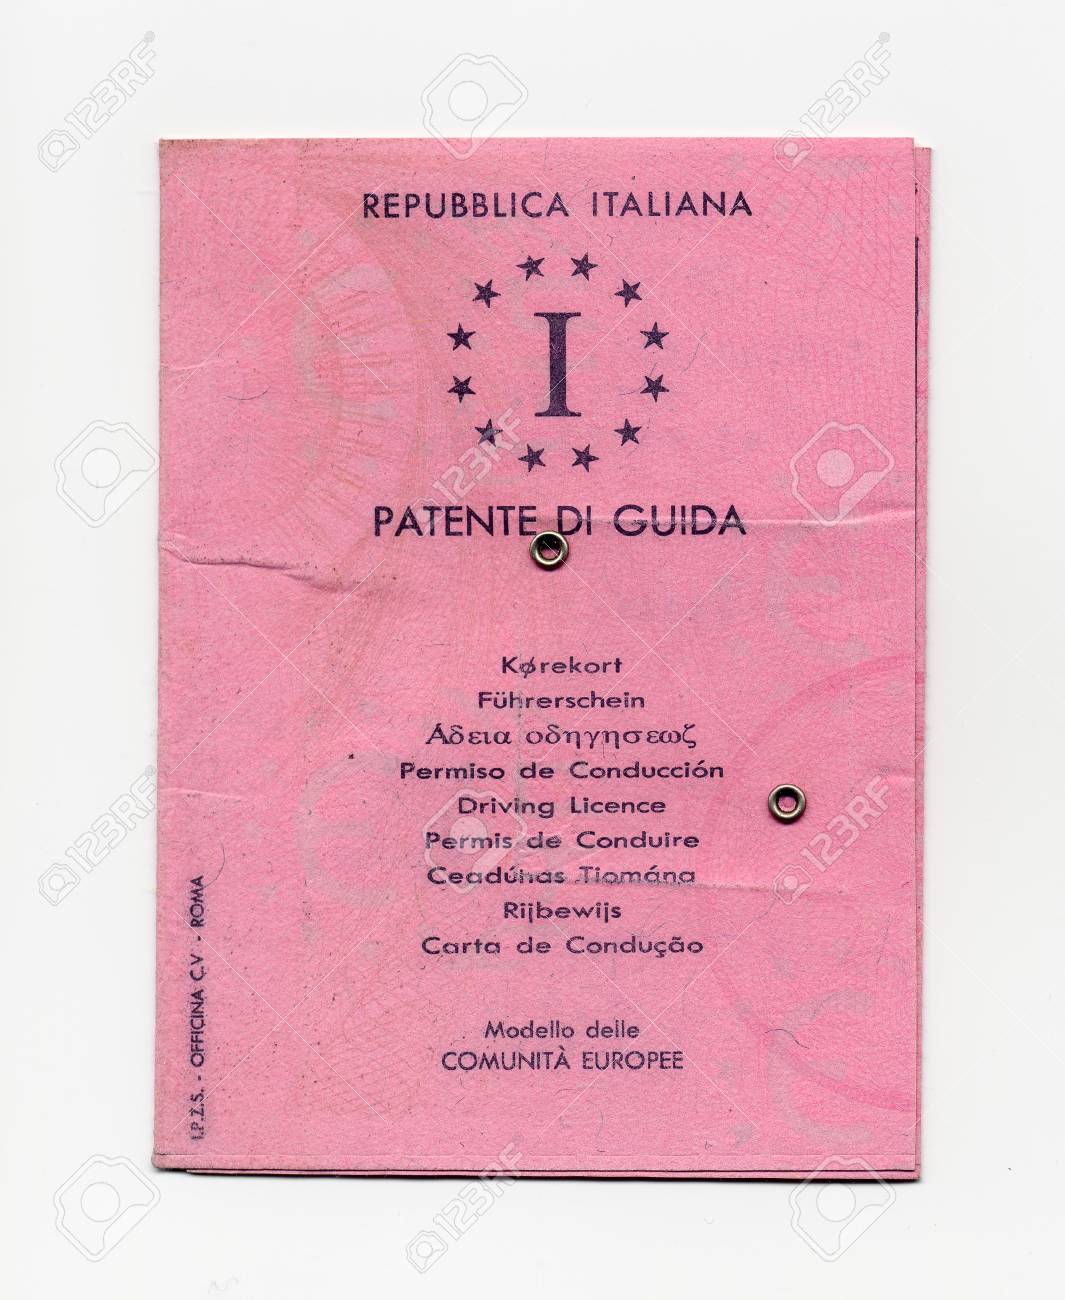 REPUBBLICA ITALIANA
I
PATENTE DI GUIDA
Kørekort
Führerschein
Άδεια οδηγησεωζ
Permiso de Conducción
Driving Licence
Permis de Conduire
Ceadúnas Tiomána
Rijbewijs
Carta de Condução
Modello delle
COMUNITÀ EUROPEE
I.P.Z.S. - OFFICINA C.V - ROMA
123RF